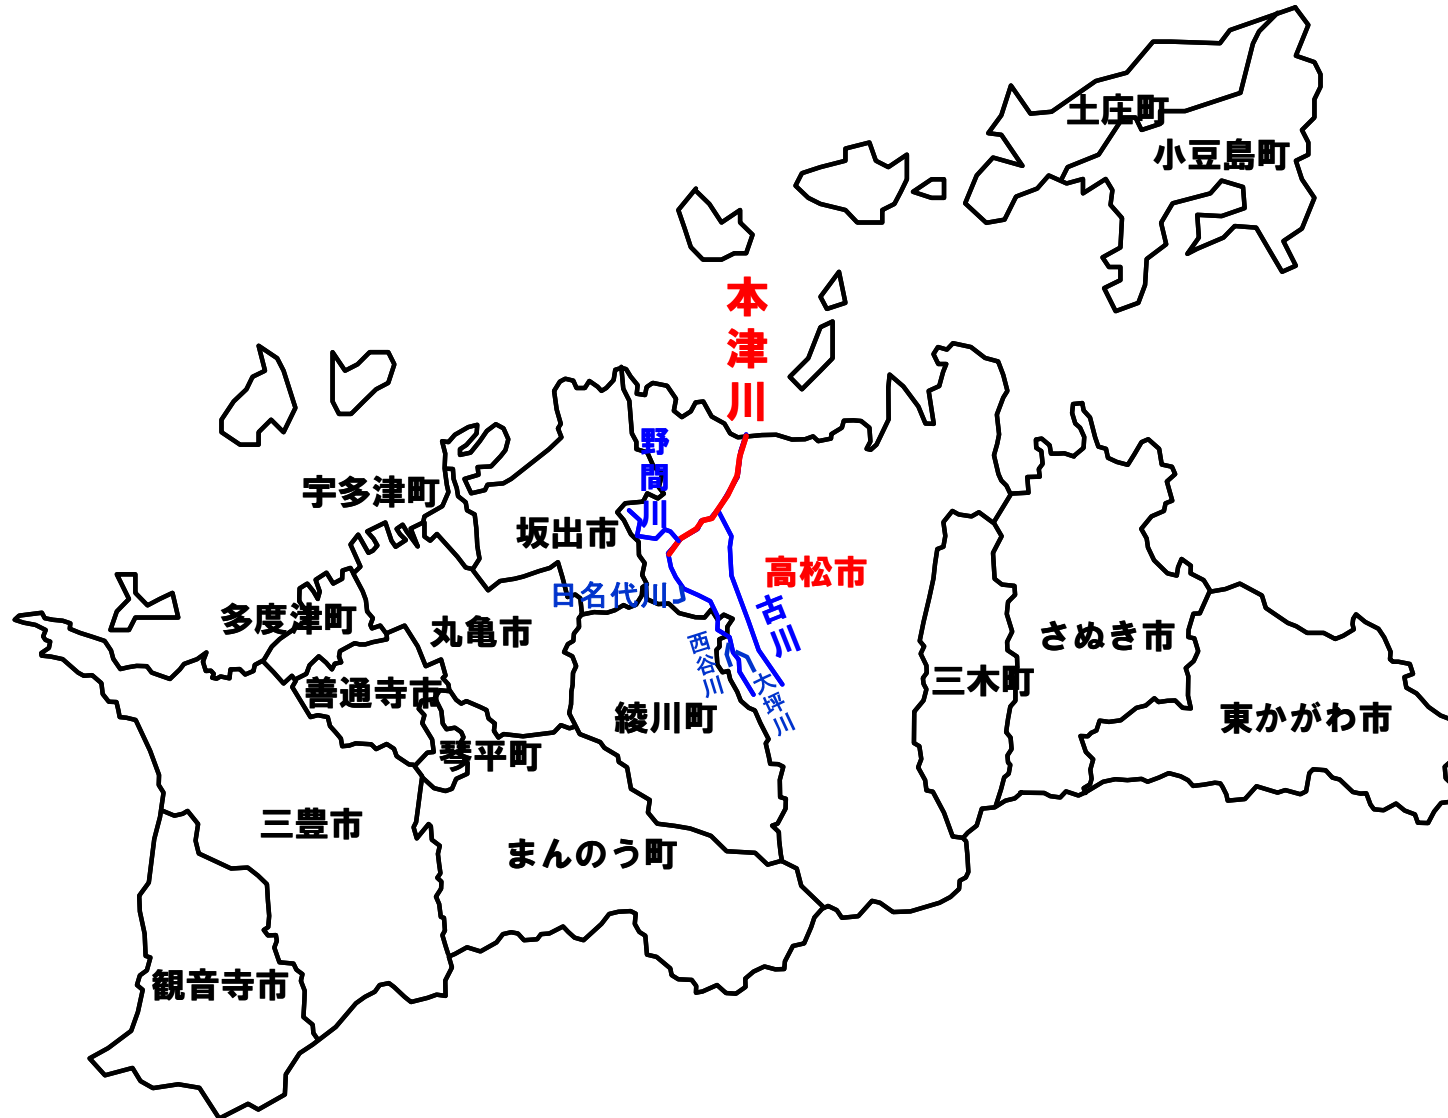 土庄町
小豆島町
本津川
野間川
宇多津町
坂出市
高松市
日名代川
古川
多度津町
丸亀市
西谷川
大坪川
さぬき市
三木町
善通寺市
綾川町
東かがわ市
琴平町
三豊市
まんのう町
観音寺市